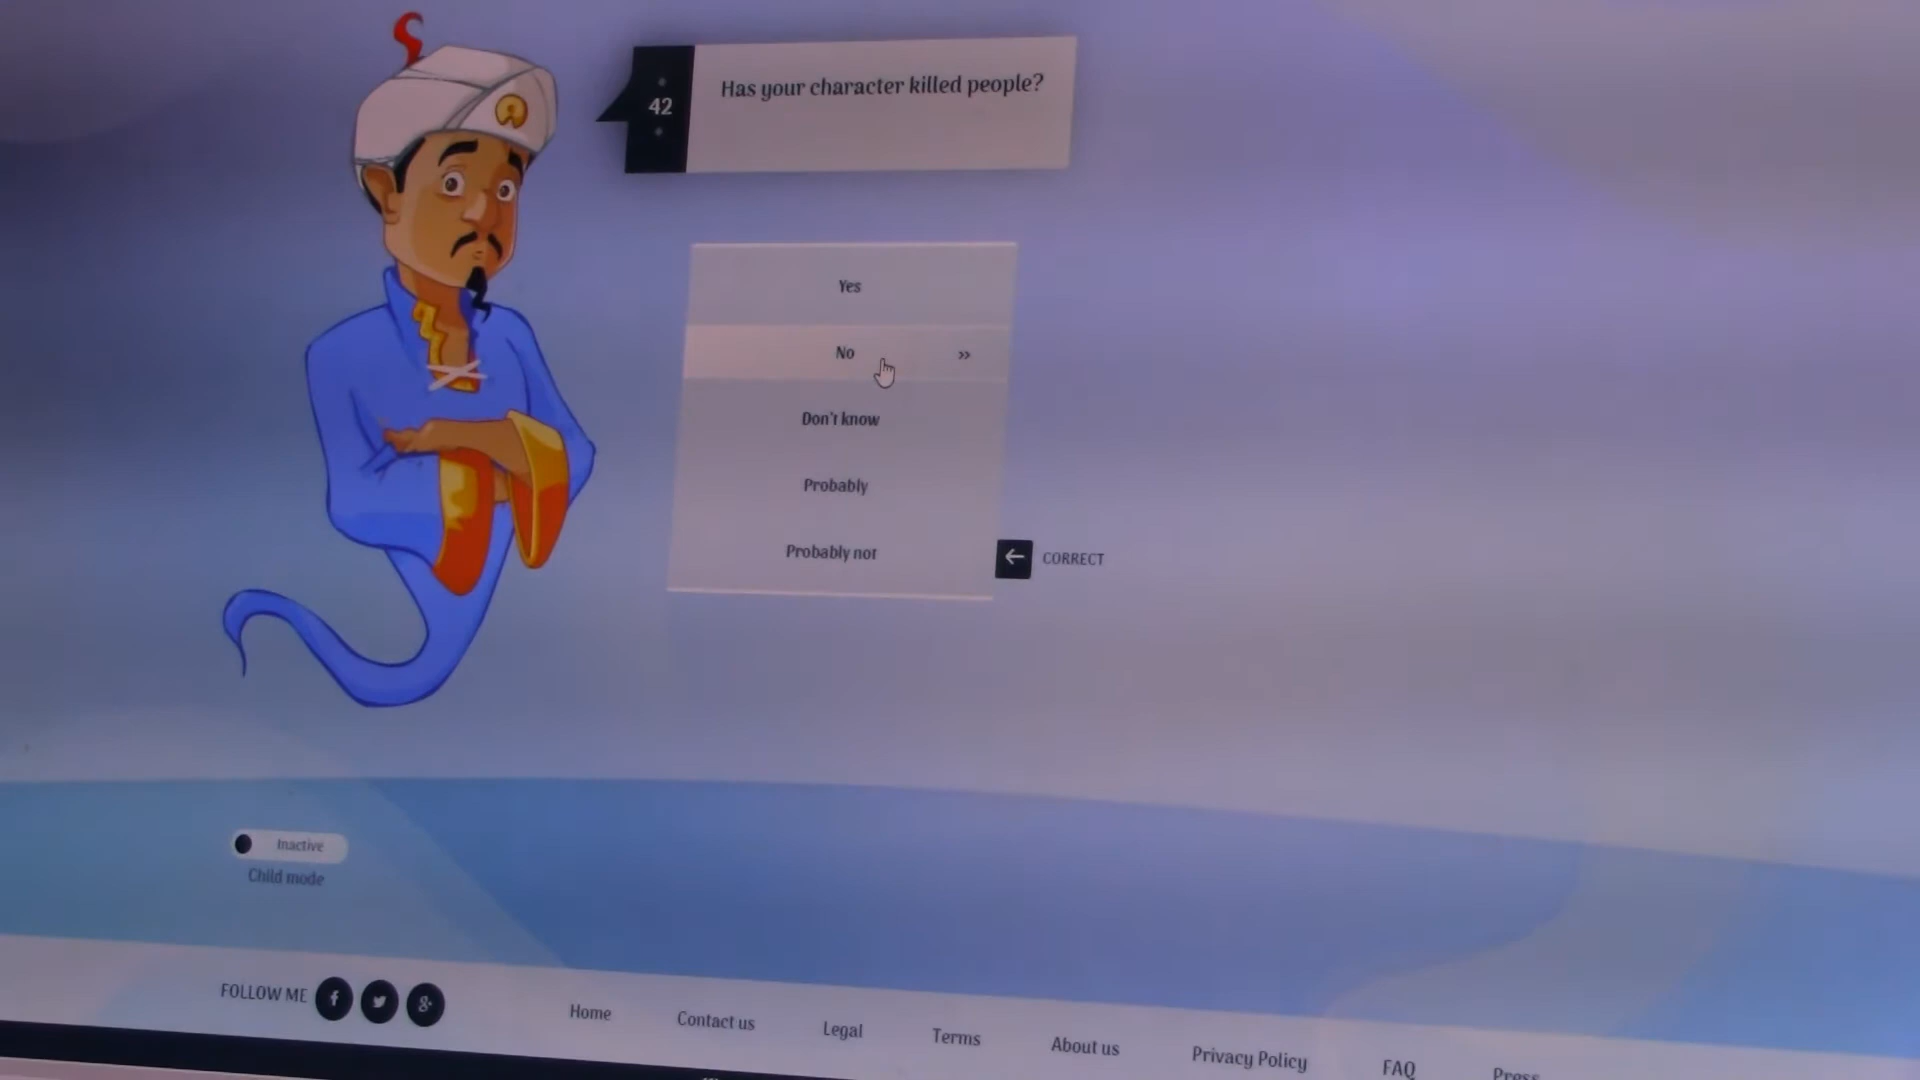 42
Has your character killed people?
Yes
No »
Don't know
Probably
Probably not
CORRECT
Inactive
Child mode
FOLLOW ME
Home
Contact us
Legal
Terms
About us
Privacy Policy
FAQ
Press